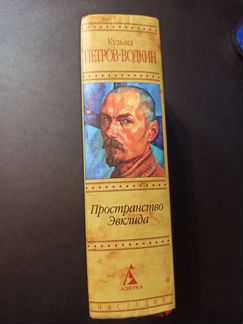 Кузьма
ПЕТРОВ-ВОДКИН
Пространство
Эвклида
АЗБУКА
НАСЛЕДИЕ